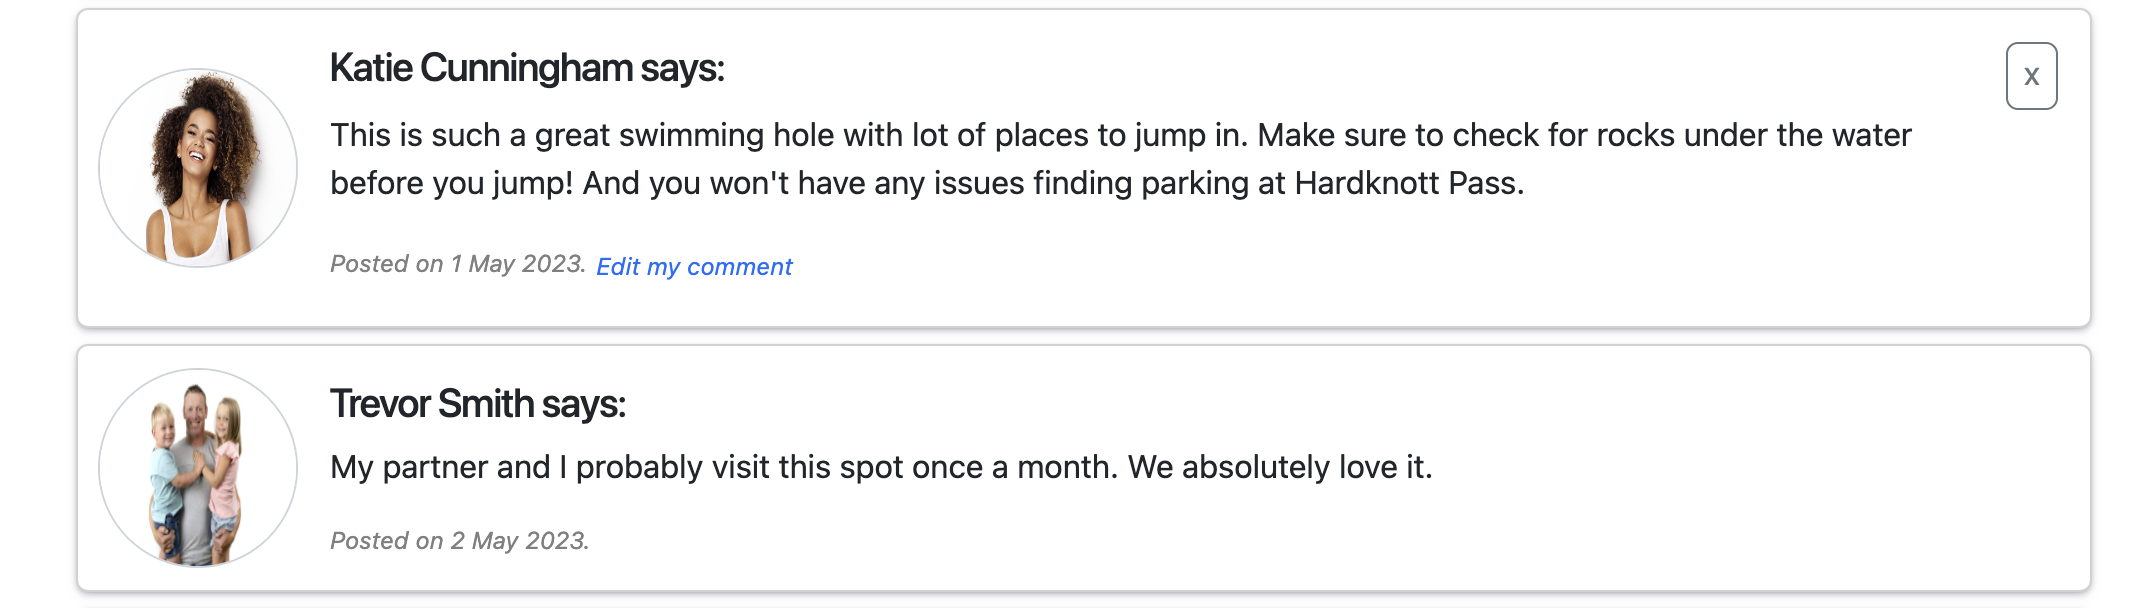 Katie Cunningham says:
X
This is such a great swimming hole with lot of places to jump in. Make sure to check for rocks under the water
before you jump! And you won't have any issues finding parking at Hardknott Pass.
Posted on 1 May 2023. Edit my comment
Trevor Smith says:
My partner and I probably visit this spot once a month. We absolutely love it.
Posted on 2 May 2023.